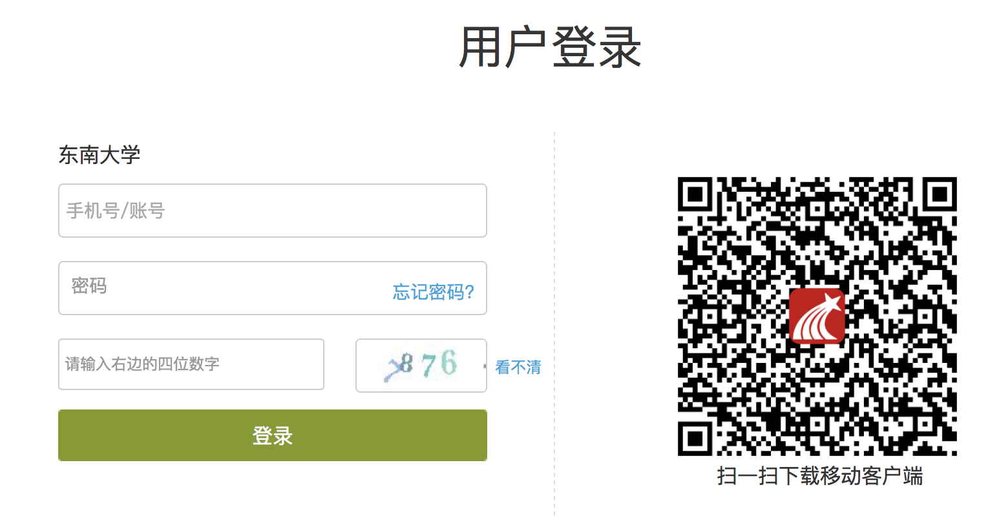 用户登录
东南大学
手机号/账号
密码
忘记密码?
请输入右边的四位数字
876
看不清
登录
扫一扫下载移动客户端